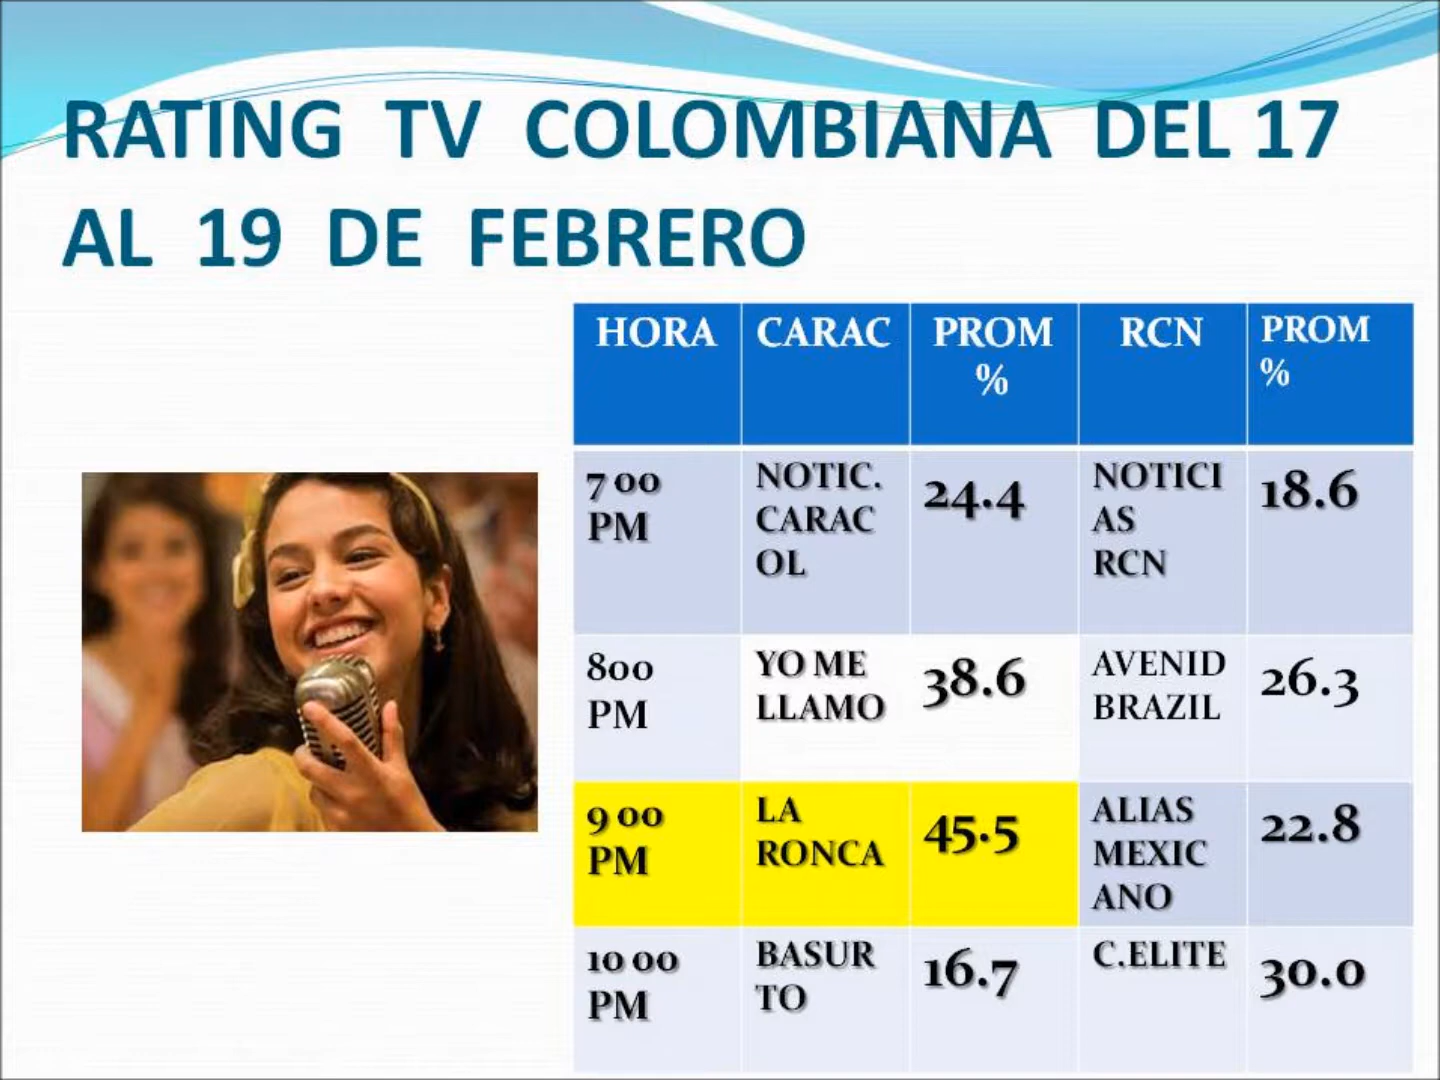 RATING TV COLOMBIANA DEL 17
AL 19 DE FEBRERO
HORA
CARAC
PROM
%
RCN
PROM
%
7 00
PM
NOTIC.
CARAC
OL
24.4
NOTICI
AS
RCN
18.6
800
PM
YO ME
LLAMO
38.6
AVENID
BRAZIL
26.3
9 00
PM
LA
RONCA
45.5
ALIAS
MEXIC
ANO
22.8
10 00
PM
BASUR
TO
16.7
C.ELITE
30.0